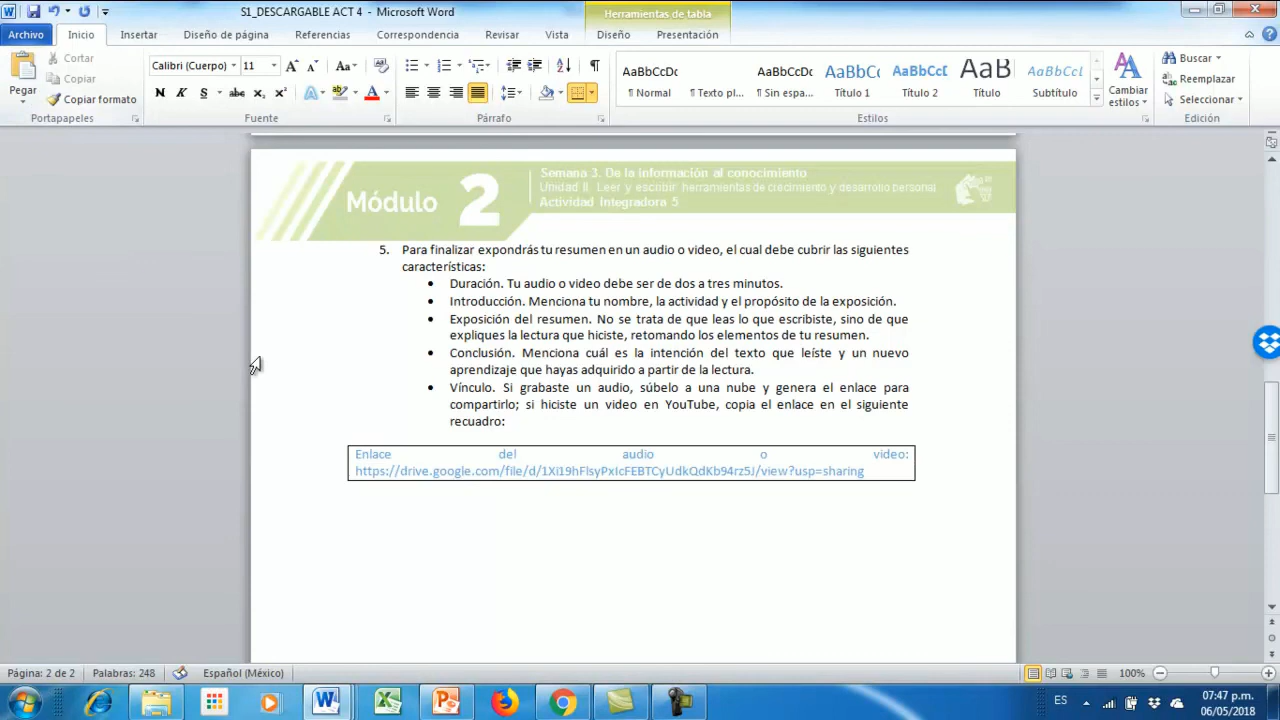 S1_DESCARGABLE ACT 4 - Microsoft Word
Herramientas de tabla
Archivo Inicio Insertar Diseño de página Referencias Correspondencia Revisar Vista Diseño Presentación
Pegar
Cortar
Copiar
Copiar formato
Portapapeles
Calibri (Cuerpo) 11
Fuente
Párrafo
AaBbCcDc AaBbCcDc AaBbCc AaBbCcD AaB AaBbCcL
¶ Normal ¶ Texto pl... ¶ Sin espa... Título 1 Título 2 Título Subtítulo
Cambiar estilos
Estilos
Buscar
Reemplazar
Seleccionar
Edición
Módulo 2
Semana 3. De la información al conocimiento
Unidad II. Leer y escribir: herramientas de crecimiento y desarrollo personal
Actividad Integradora 5
5. Para finalizar expondrás tu resumen en un audio o video, el cual debe cubrir las siguientes
características:
• Duración. Tu audio o video debe ser de dos a tres minutos.
• Introducción. Menciona tu nombre, la actividad y el propósito de la exposición.
• Exposición del resumen. No se trata de que leas lo que escribiste, sino de que
expliques la lectura que hiciste, retomando los elementos de tu resumen.
• Conclusión. Menciona cuál es la intención del texto que leíste y un nuevo
aprendizaje que hayas adquirido a partir de la lectura.
• Vínculo. Si grabaste un audio, súbelo a una nube y genera el enlace para
compartirlo; si hiciste un video en YouTube, copia el enlace en el siguiente
recuadro:
Enlace del audio o video:
https://drive.google.com/file/d/1Xi19hFlsyPxIcFEBTCyUdkQdKb94rz5J/view?usp=sharing
Página: 2 de 2 Palabras: 248 Español (México) 100%
ES 07:47 p.m.
06/05/2018